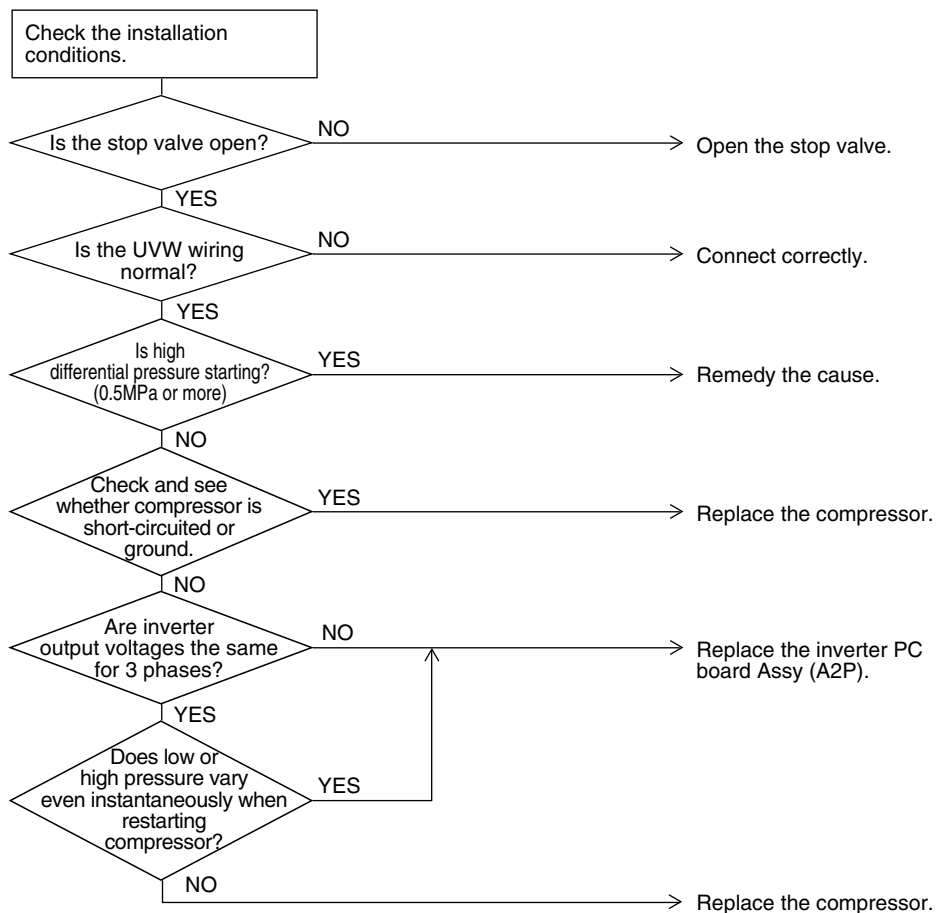 Check the installation
conditions.
Is the stop valve open?
NO
Open the stop valve.
YES
Is the UVW wiring
normal?
NO
Connect correctly.
YES
Is high
differential pressure starting?
(0.5MPa or more)
YES
Remedy the cause.
NO
Check and see
whether compressor is
short-circuited or
ground.
YES
Replace the compressor.
NO
Are inverter
output voltages the same
for 3 phases?
NO
Replace the inverter PC
board Assy (A2P).
YES
Does low or
high pressure vary
even instantaneously when
restarting
compressor?
YES
NO
Replace the compressor.